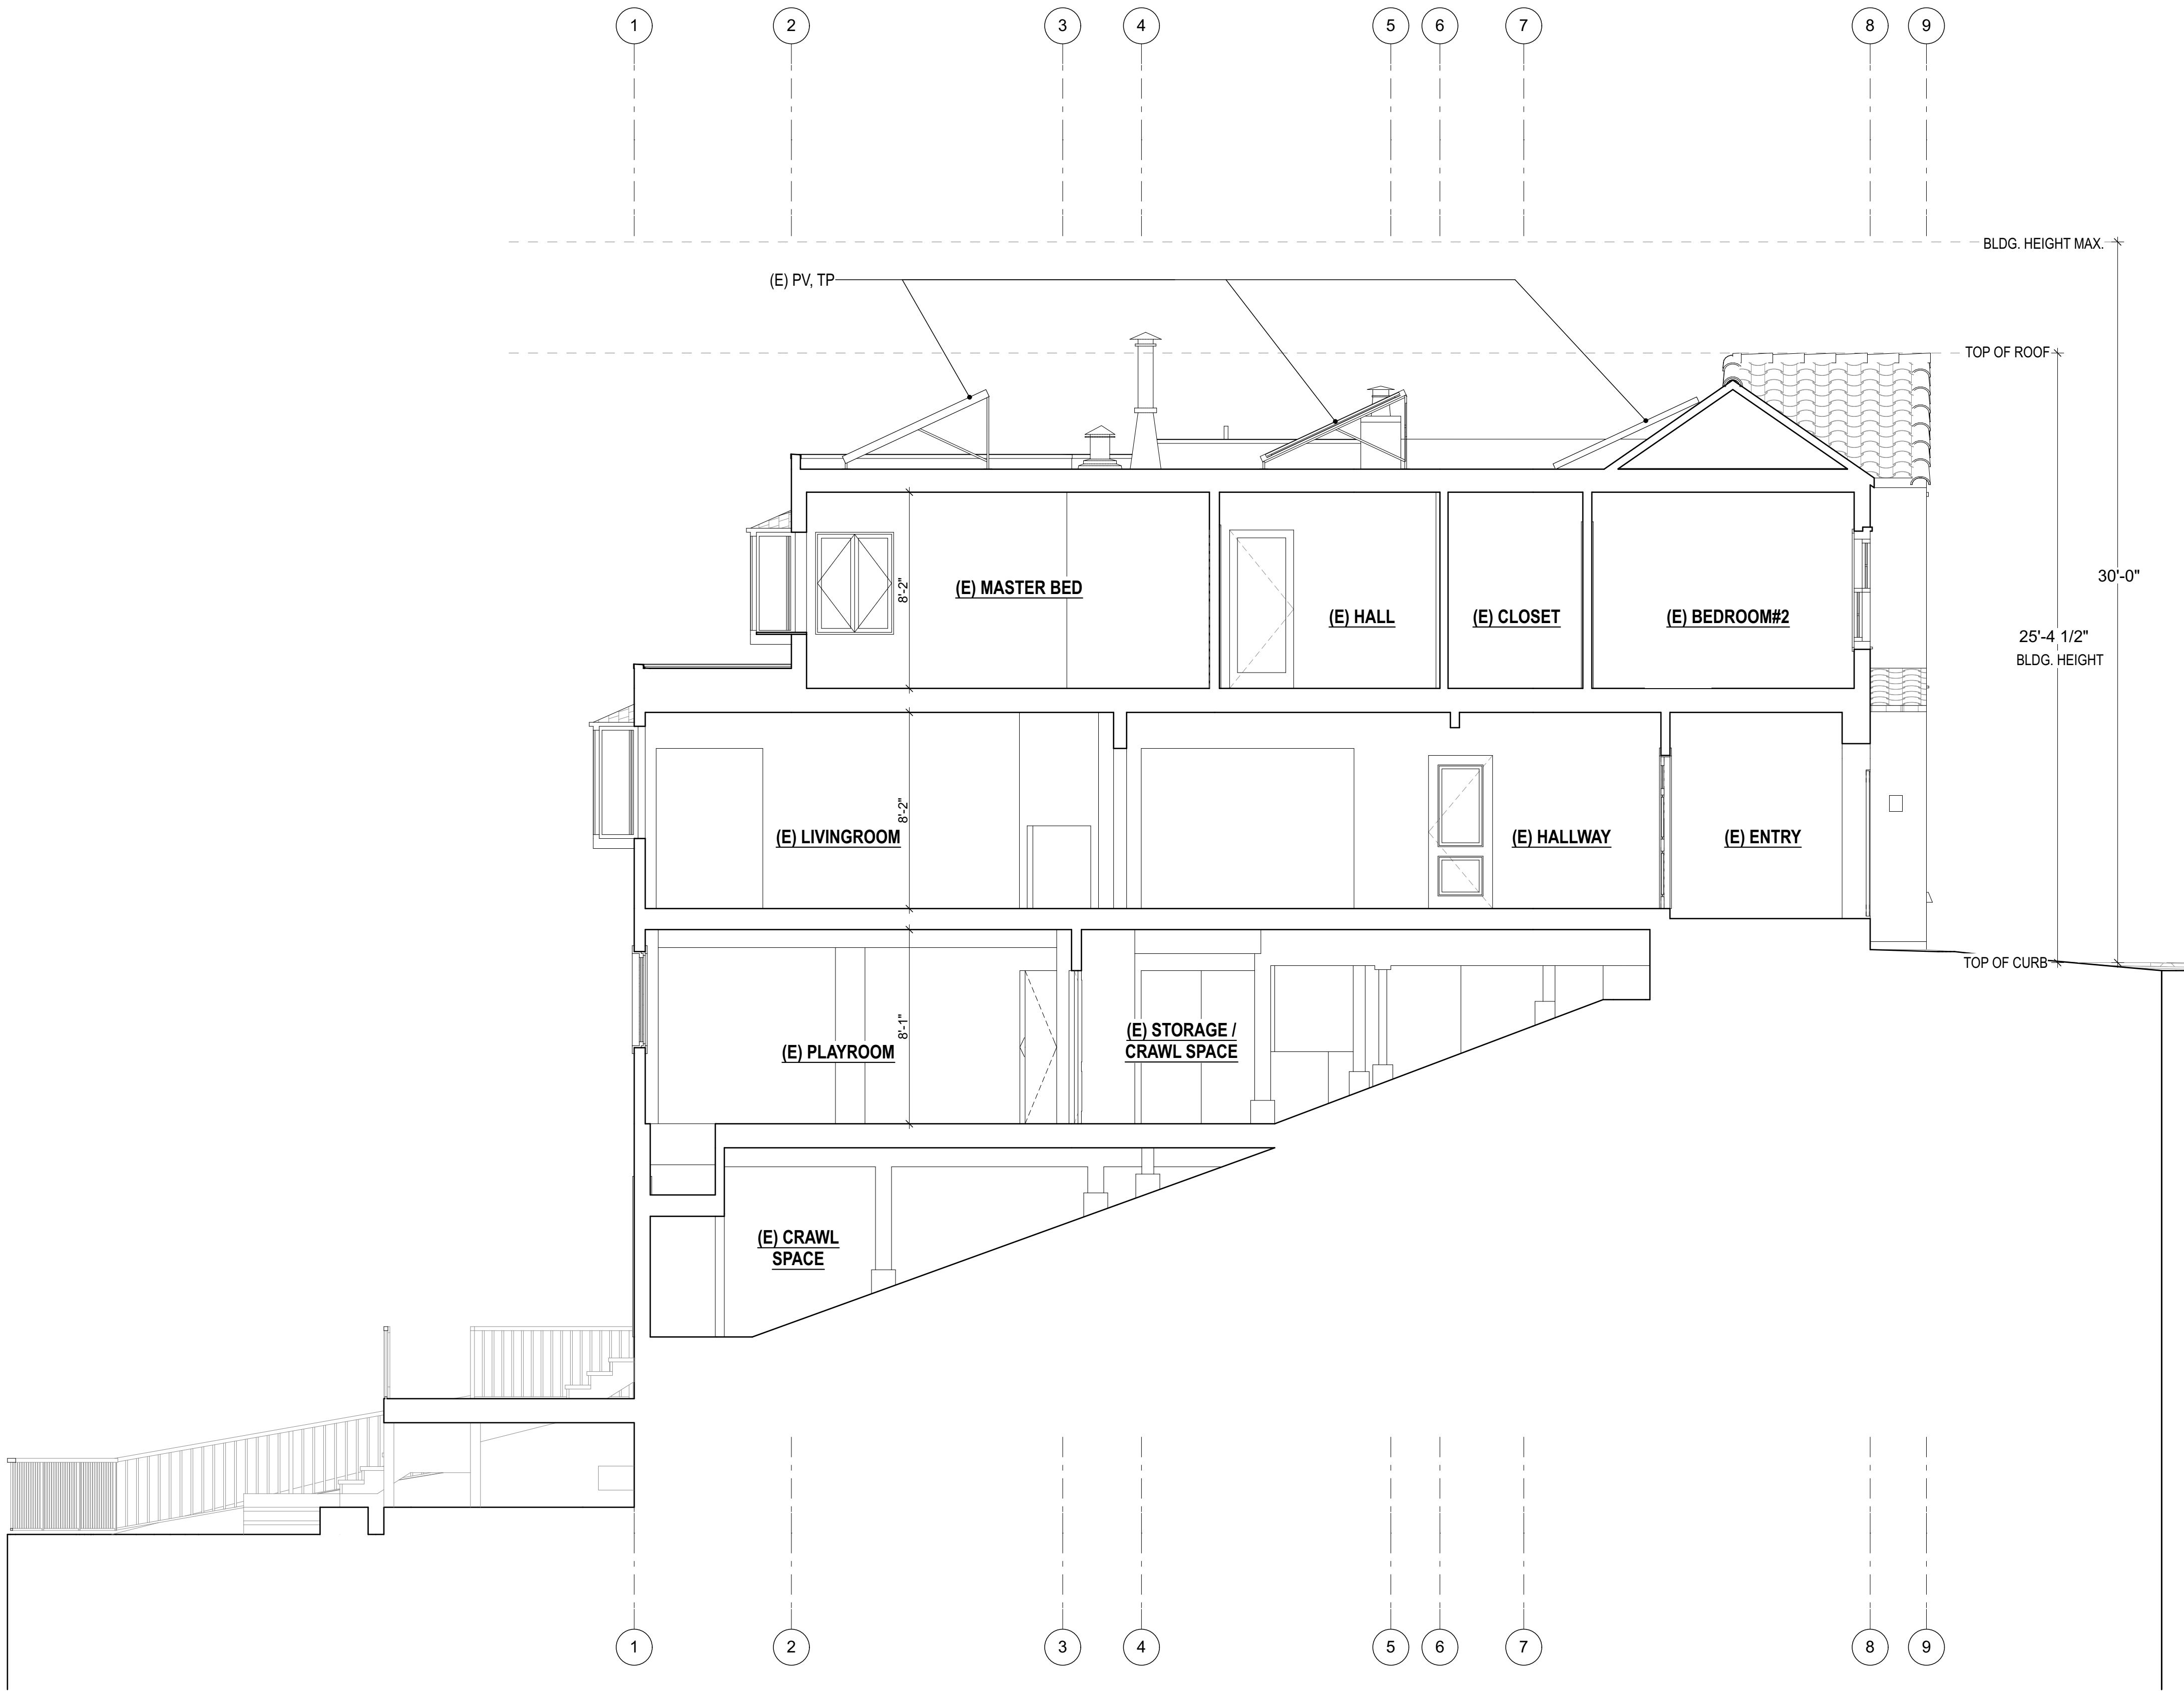 1 2 3 4 5 6 7 8 9
BLDG. HEIGHT MAX.
(E) PV, TP
TOP OF ROOF
30'-0"
8'-2"
(E) MASTER BED
(E) HALL
(E) CLOSET
(E) BEDROOM#2
25'-4 1/2"
BLDG. HEIGHT
8'-2"
(E) LIVINGROOM
(E) HALLWAY
(E) ENTRY
TOP OF CURB
8'-1"
(E) PLAYROOM
(E) STORAGE /
CRAWL SPACE
(E) CRAWL
SPACE
1 2 3 4 5 6 7 8 9